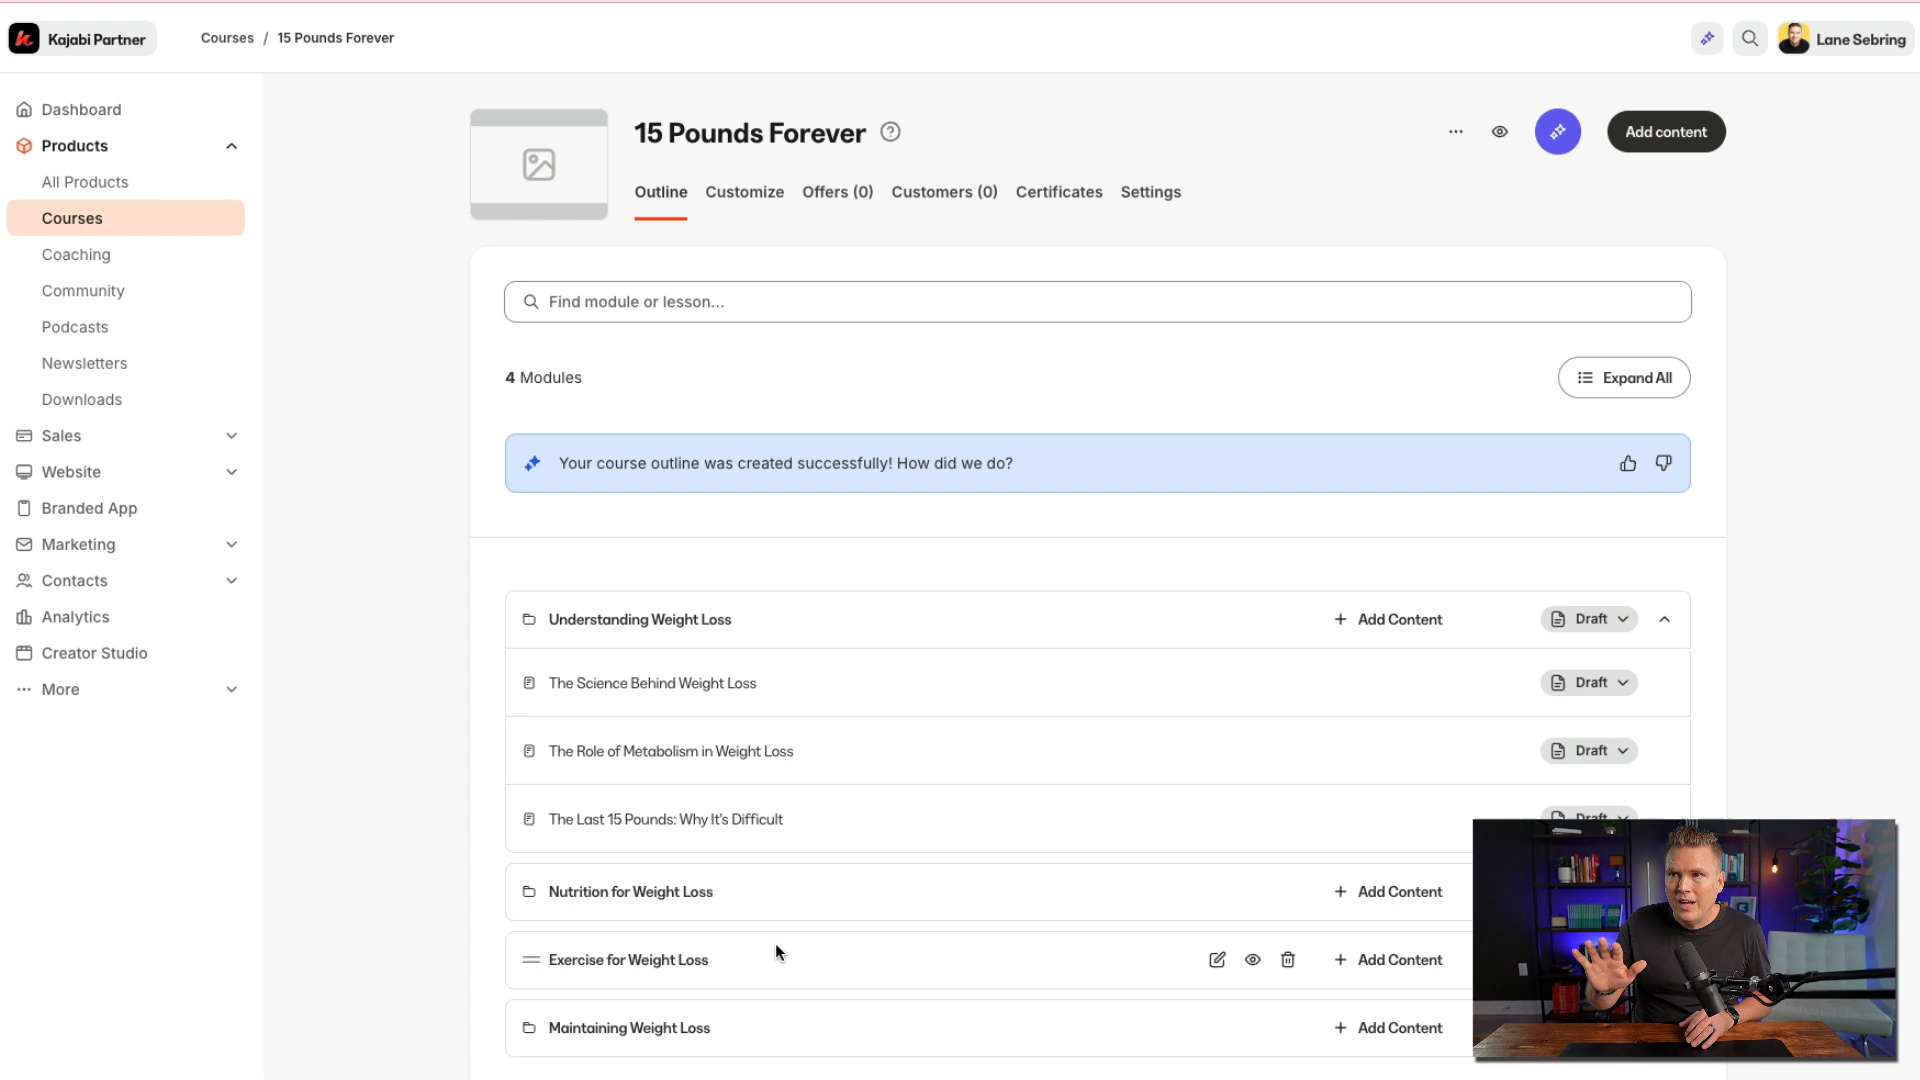 Kajabi Partner
Courses / 15 Pounds Forever
Lane Sebring
Dashboard
Products
All Products
Courses
Coaching
Community
Podcasts
Newsletters
Downloads
Sales
Website
Branded App
Marketing
Contacts
Analytics
Creator Studio
More
15 Pounds Forever
Add content
Outline Customize Offers (0) Customers (0) Certificates Settings
Find module or lesson...
4 Modules
Expand All
Your course outline was created successfully! How did we do?
Understanding Weight Loss + Add Content Draft
The Science Behind Weight Loss Draft
The Role of Metabolism in Weight Loss Draft
The Last 15 Pounds: Why It's Difficult Draft
Nutrition for Weight Loss + Add Content
Exercise for Weight Loss + Add Content
Maintaining Weight Loss + Add Content